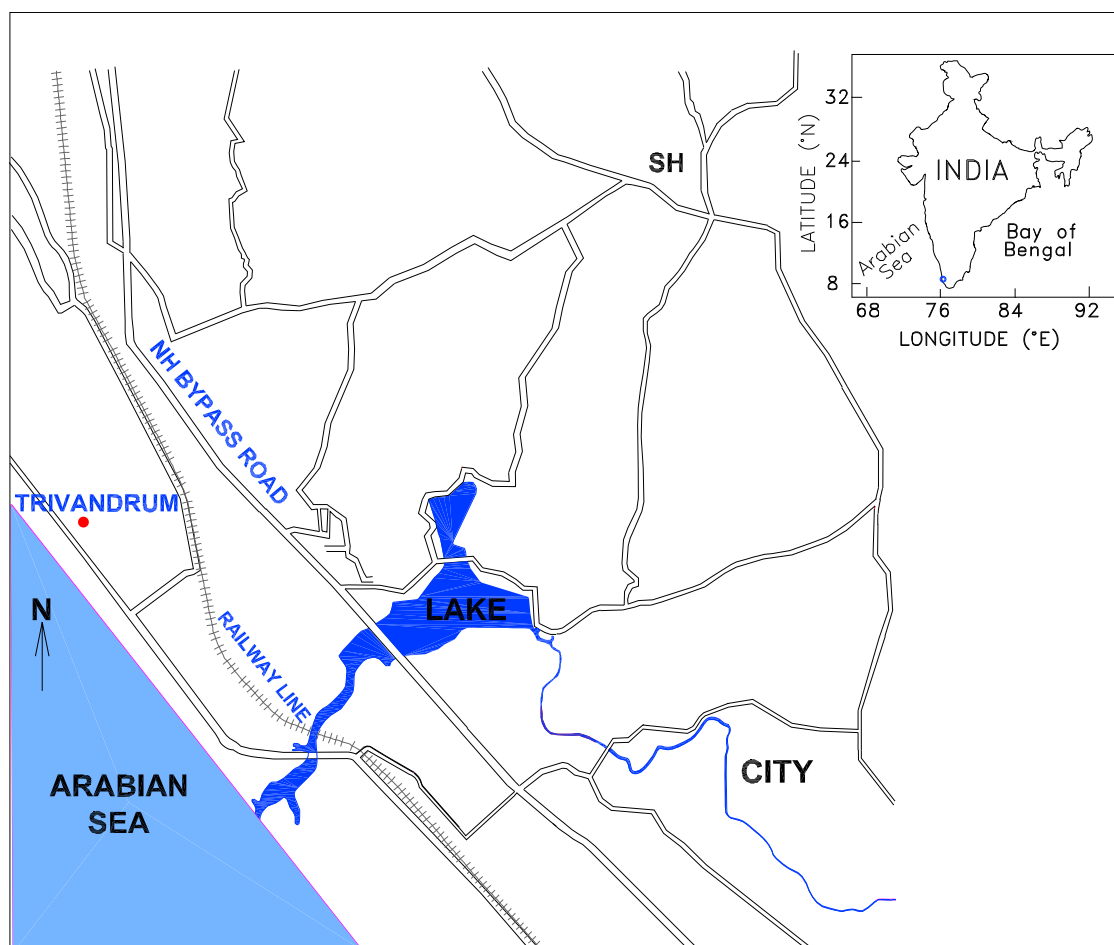 SH
32
24
16
8
LATITUDE (°N)
INDIA
Arabian
Sea
Bay of
Bengal
68
76
84
92
LONGITUDE (°E)
NH BYPASS ROAD
TRIVANDRUM
LAKE
N
RAILWAY LINE
ARABIAN
SEA
CITY